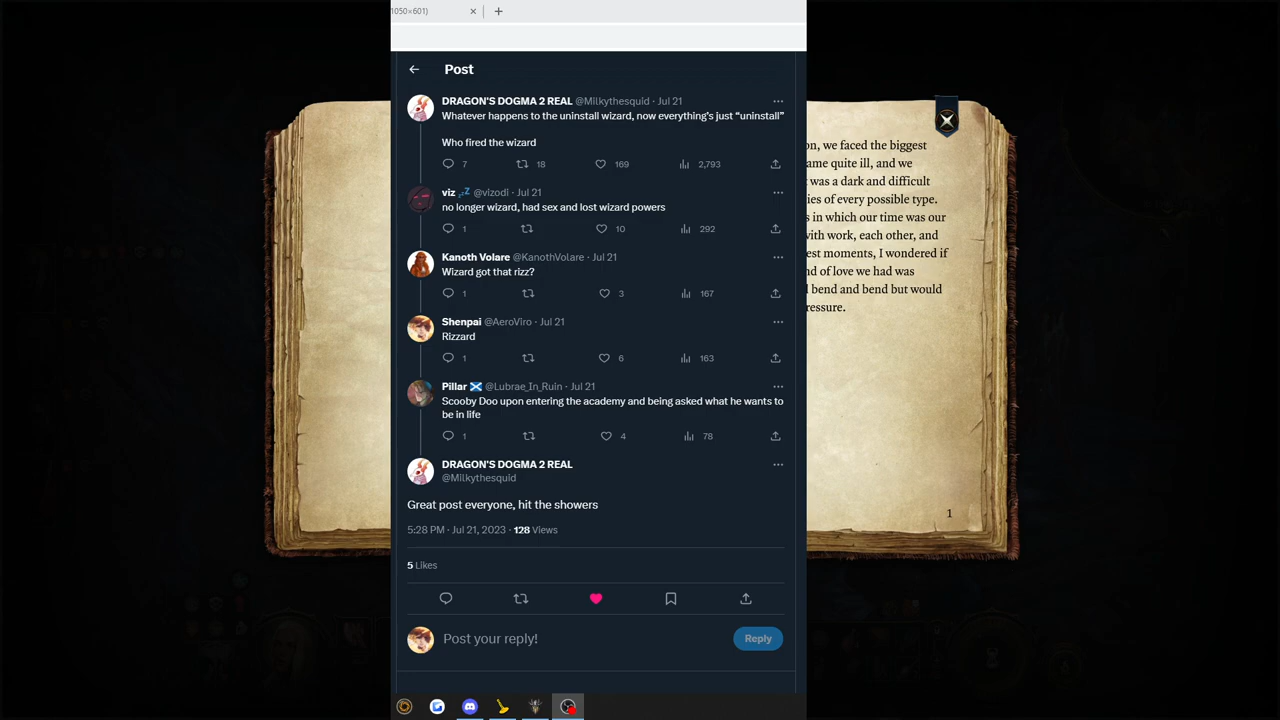 1050×601)
Post
DRAGON'S DOGMA 2 REAL @Milkythesquid · Jul 21
Whatever happens to the uninstall wizard, now everything's just “uninstall”
Who fired the wizard
7 18 169 2,793
viz @vizodi · Jul 21
no longer wizard, had sex and lost wizard powers
1 10 292
Kanoth Volare @KanothVolare · Jul 21
Wizard got that rizz?
1 3 167
Shenpai @AeroViro · Jul 21
Rizzard
1 6 163
Pillar @Lubrae_In_Ruin · Jul 21
Scooby Doo upon entering the academy and being asked what he wants to
be in life
1 4 78
DRAGON'S DOGMA 2 REAL
@Milkythesquid
Great post everyone, hit the showers
5:28 PM · Jul 21, 2023 · 128 Views
5 Likes
Post your reply!
Reply
on, we faced the biggest
ame quite ill, and we
t was a dark and difficult
ies of every possible type.
s in which our time was our
with work, each other, and
est moments, I wondered if
nd of love we had was
d bend and bend but would
ressure.
1